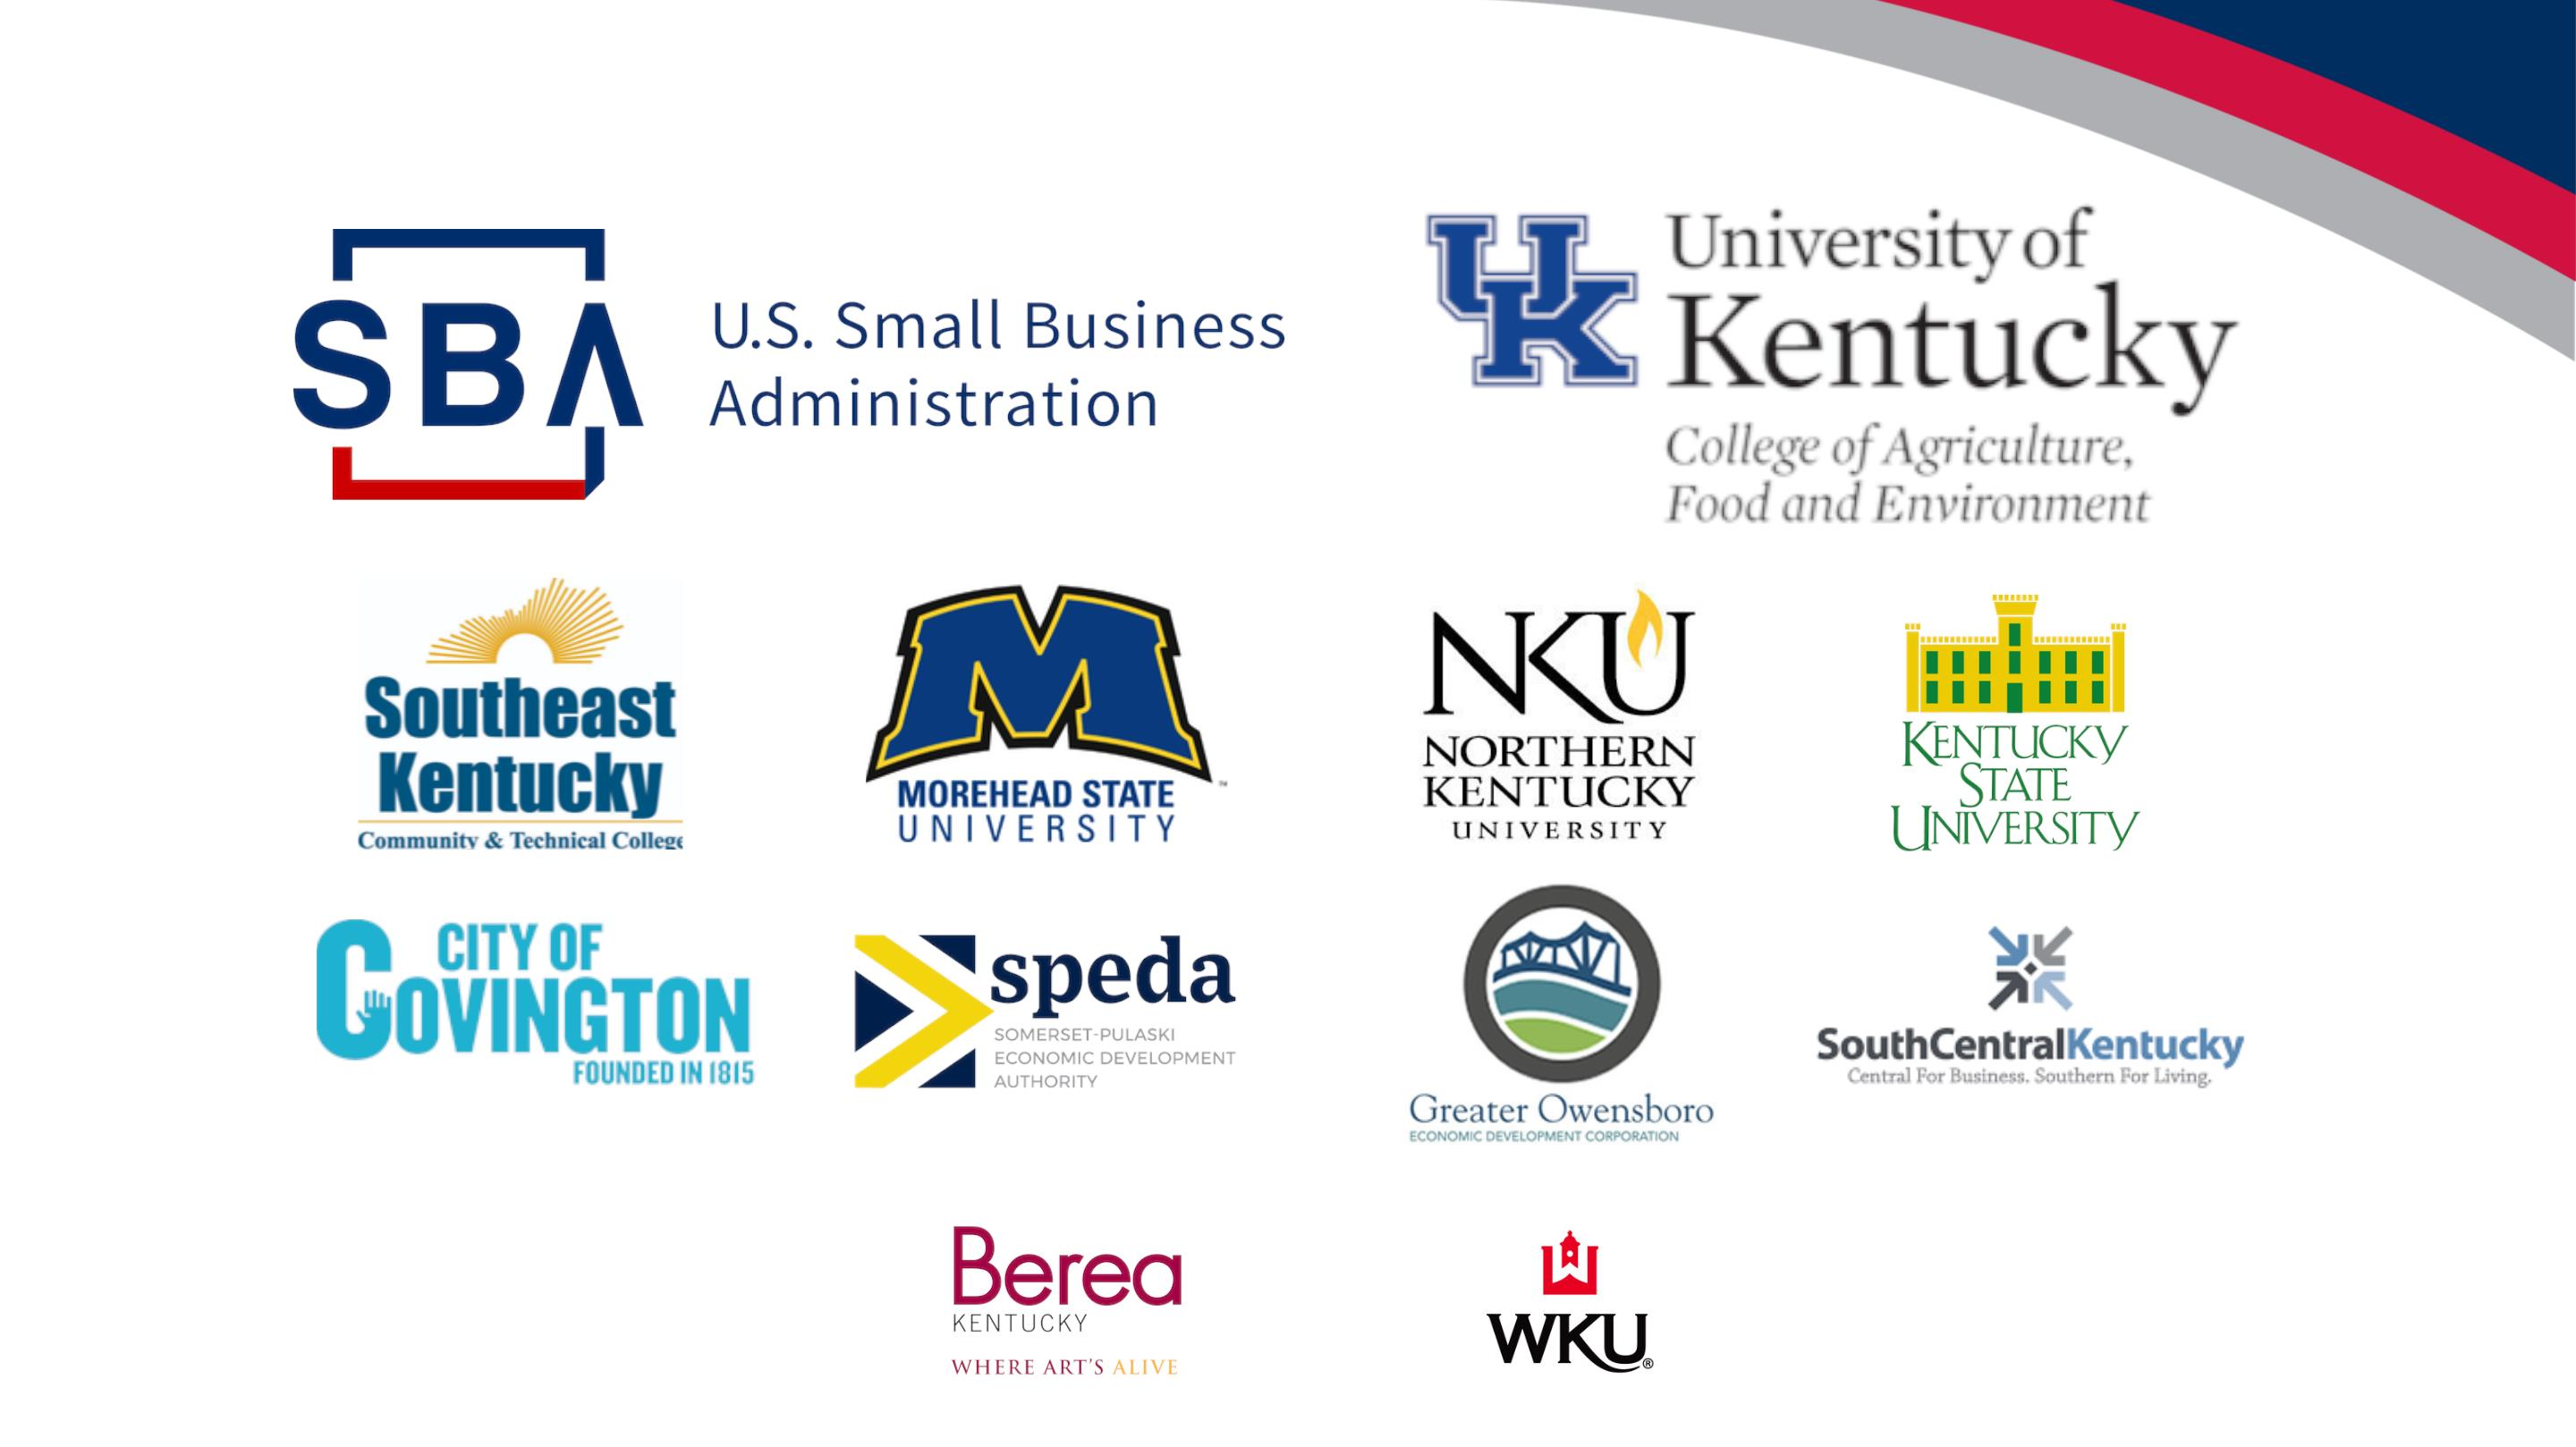 SBA
U.S. Small Business
Administration
UK
University of
Kentucky
College of Agriculture,
Food and Environment
Southeast
Kentucky
Community & Technical College
M
MOREHEAD STATE
UNIVERSITY
™
NKU
NORTHERN
KENTUCKY
UNIVERSITY
KENTUCKY
STATE
UNIVERSITY
CITY OF
COVINGTON
FOUNDED IN 1815
speda
SOMERSET-PULASKI
ECONOMIC DEVELOPMENT
AUTHORITY
Greater Owensboro
ECONOMIC DEVELOPMENT CORPORATION
SouthCentralKentucky
Central For Business. Southern For Living.
Berea
KENTUCKY
WHERE ART'S ALIVE
WKU®